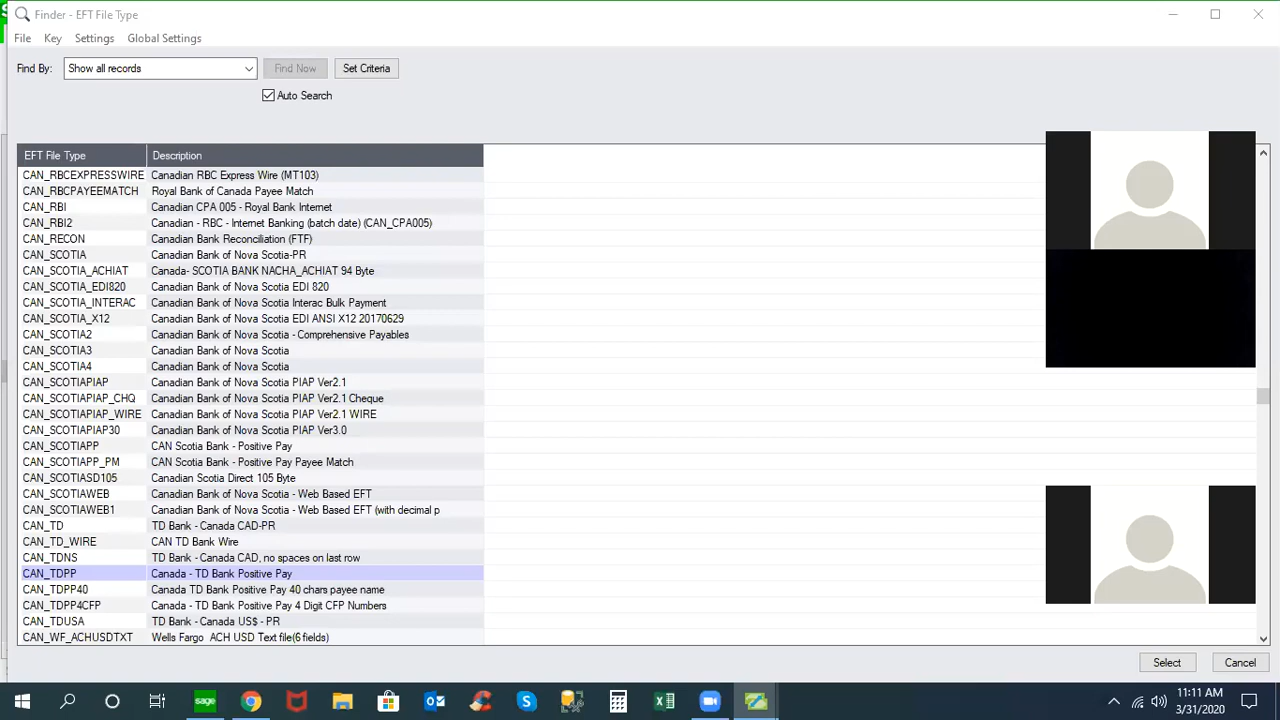 Finder - EFT File Type
File Key Settings Global Settings
Find By: Show all records Find Now Set Criteria
Auto Search
EFT File Type Description
CAN_RBCEXPRESSWIRE Canadian RBC Express Wire (MT103)
CAN_RBCPAYEEMATCH Royal Bank of Canada Payee Match
CAN_RBI Canadian CPA 005 - Royal Bank Internet
CAN_RBI2 Canadian - RBC - Internet Banking (batch date) (CAN_CPA005)
CAN_RECON Canadian Bank Reconciliation (FTF)
CAN_SCOTIA Canadian Bank of Nova Scotia-PR
CAN_SCOTIA_ACHIAT Canada- SCOTIA BANK NACHA_ACHIAT 94 Byte
CAN_SCOTIA_EDI820 Canadian Bank of Nova Scotia EDI 820
CAN_SCOTIA_INTERAC Canadian Bank of Nova Scotia Interac Bulk Payment
CAN_SCOTIA_X12 Canadian Bank of Nova Scotia EDI ANSI X12 20170629
CAN_SCOTIA2 Canadian Bank of Nova Scotia - Comprehensive Payables
CAN_SCOTIA3 Canadian Bank of Nova Scotia
CAN_SCOTIA4 Canadian Bank of Nova Scotia
CAN_SCOTIAPIAP Canadian Bank of Nova Scotia PIAP Ver2.1
CAN_SCOTIAPIAP_CHQ Canadian Bank of Nova Scotia PIAP Ver2.1 Cheque
CAN_SCOTIAPIAP_WIRE Canadian Bank of Nova Scotia PIAP Ver2.1 WIRE
CAN_SCOTIAPIAP30 Canadian Bank of Nova Scotia PIAP Ver3.0
CAN_SCOTIAPP CAN Scotia Bank - Positive Pay
CAN_SCOTIAPP_PM CAN Scotia Bank - Positive Pay Payee Match
CAN_SCOTIASD105 Canadian Scotia Direct 105 Byte
CAN_SCOTIAWEB Canadian Bank of Nova Scotia - Web Based EFT
CAN_SCOTIAWEB1 Canadian Bank of Nova Scotia - Web Based EFT (with decimal p
CAN_TD TD Bank - Canada CAD-PR
CAN_TD_WIRE CAN TD Bank Wire
CAN_TDNS TD Bank - Canada CAD, no spaces on last row
CAN_TDPP Canada - TD Bank Positive Pay
CAN_TDPP40 Canada TD Bank Positive Pay 40 chars payee name
CAN_TDPP4CFP Canada - TD Bank Positive Pay 4 Digit CFP Numbers
CAN_TDUSA TD Bank - Canada US$ - PR
CAN_WF_ACHUSDTXT Wells Fargo ACH USD Text file(6 fields)
Select Cancel
sage
11:11 AM
3/31/2020